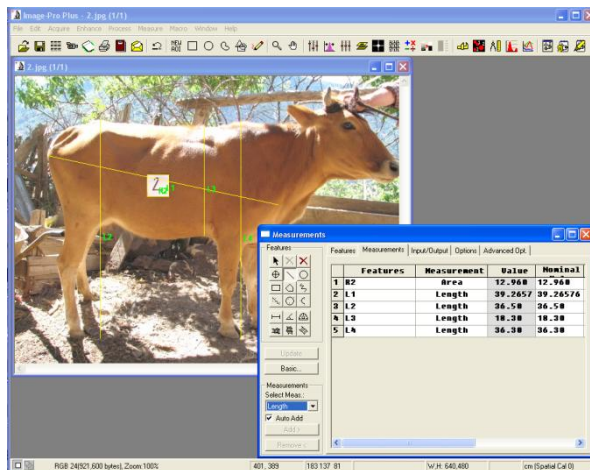 Image-Pro Plus - 2.jpg (1/1)
File Edit Acquire Enhance Process Measure Macro Window Help
2.jpg (1/1)
2
R2 L1
L3
L2
Measurements
Features
Features Measurements Input/Output Options Advanced Opt.
Features Measurement Value Nominal
1 R2 Area 12.960 12.960
2 L1 Length 39.2657 39.26576
3 L2 Length 36.50 36.50
4 L3 Length 18.30 18.30
5 L4 Length 36.30 36.30
Update
Basic...
Measurements
Select Meas.:
Length
Auto Add
Add >
Remove <
RGB 24(921,600 bytes), Zoom:100% 401, 389 183 137 81 W,H: 640,480 cm (Spatial Cal 0)